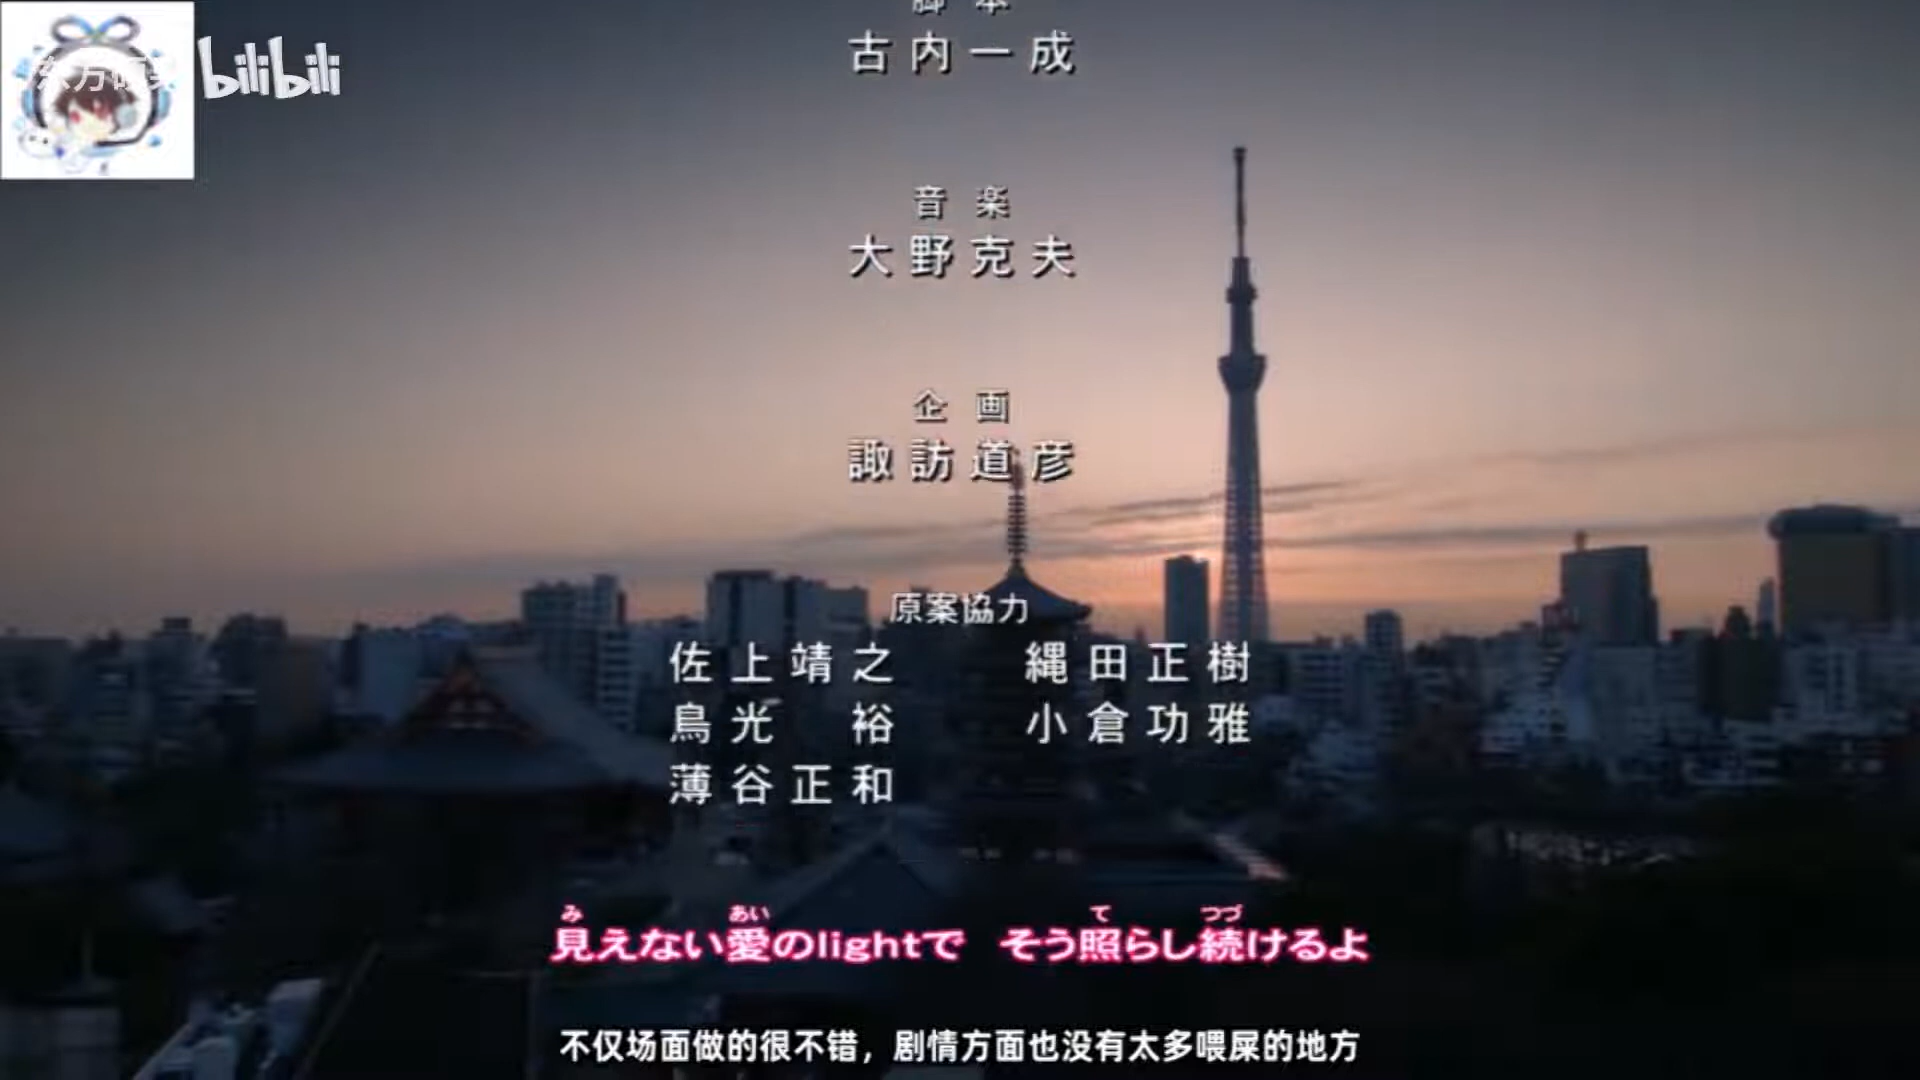 bilibili
脚本
古内一成
音楽
大野克夫
企画
諏訪道彦
原案協力
佐上靖之 縄田正樹
鳥光 裕 小倉功雅
薄谷正和
み あい て つづ
見えない愛のlightで そう照らし続けるよ
不仅场面做的很不错，剧情方面也没有太多喂屎的地方